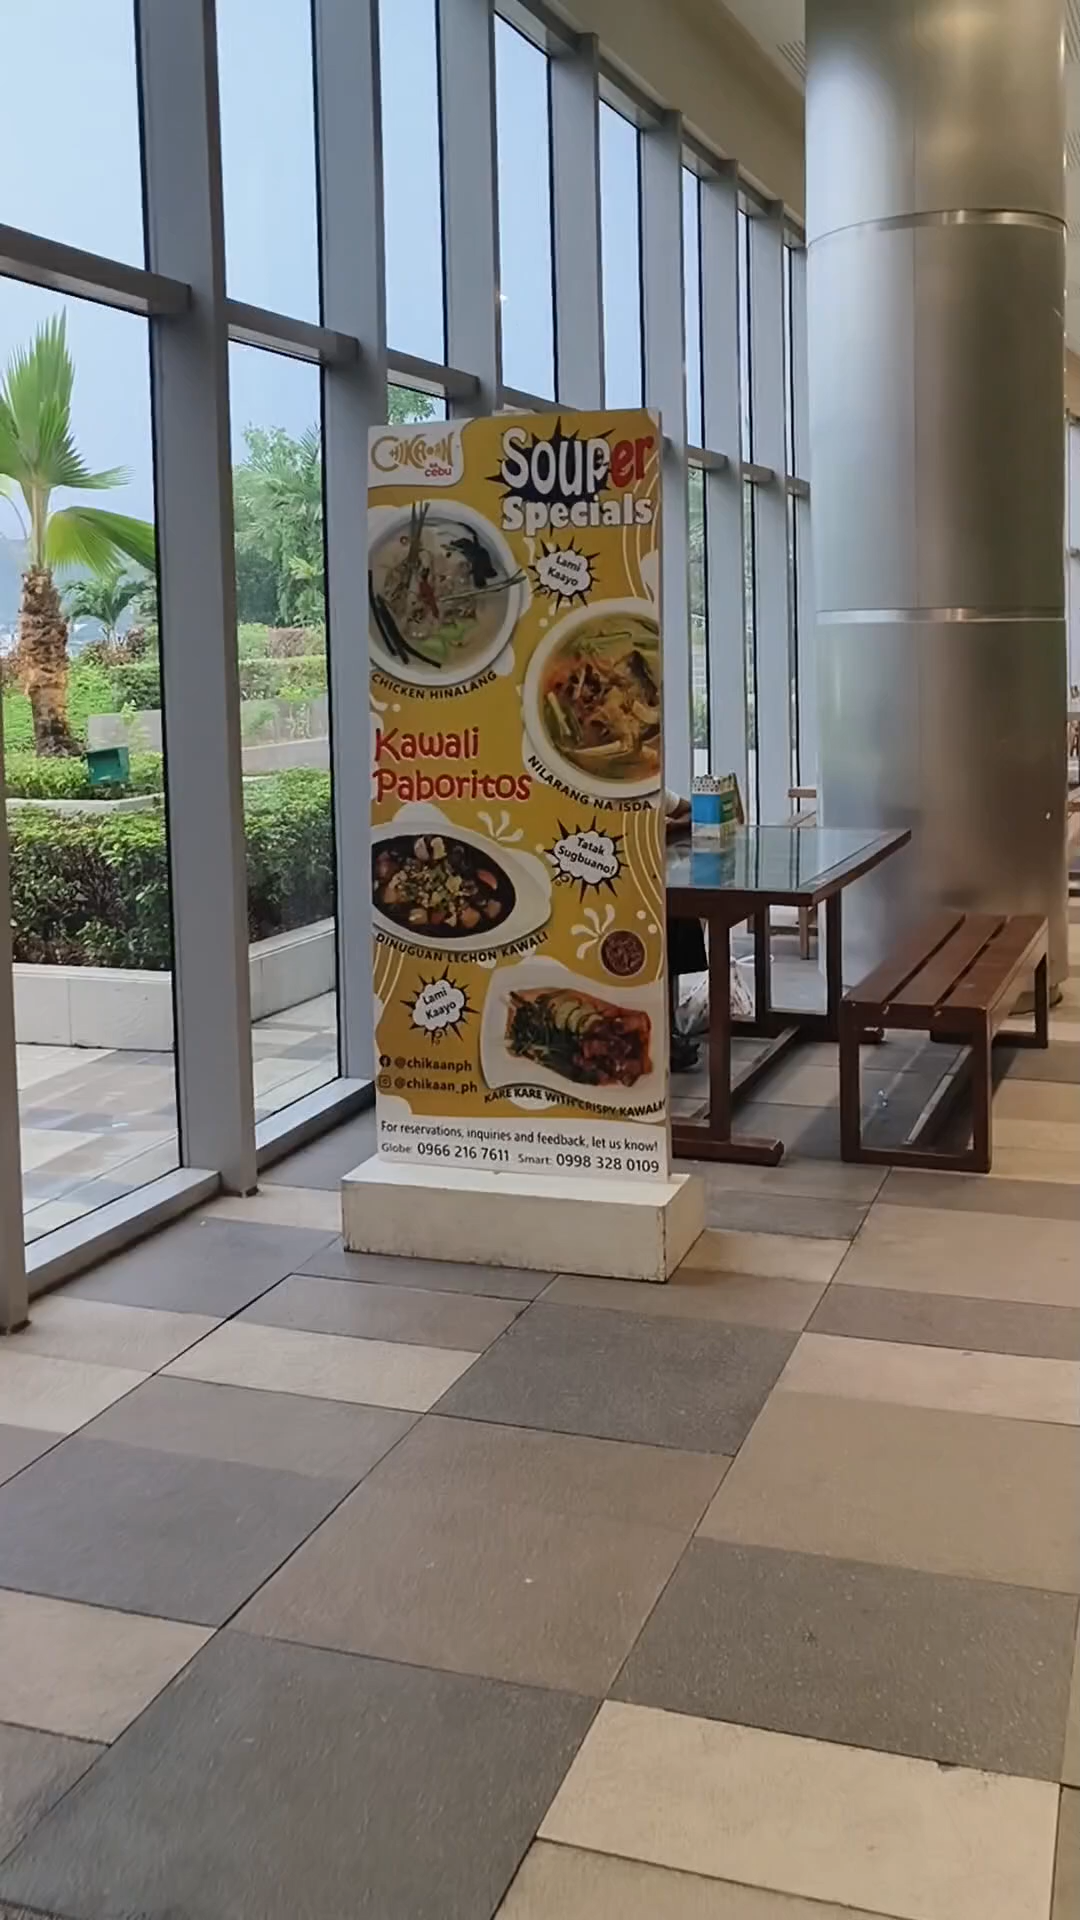 CHIKA-AN
sa
cebu
Souper
Specials
Lami
Kaayo
CHICKEN HINALANG
NILARANG NA ISDA
Kawali
Paboritos
Tatak
Sugbuano!
DINUGUAN LECHON KAWALI
Lami
Kaayo
@chikaanph
@chikaan_ph
KARE KARE WITH CRISPY KAWALI
For reservations, inquiries and feedback, let us know!
Globe: 0966 216 7611 Smart: 0998 328 0109